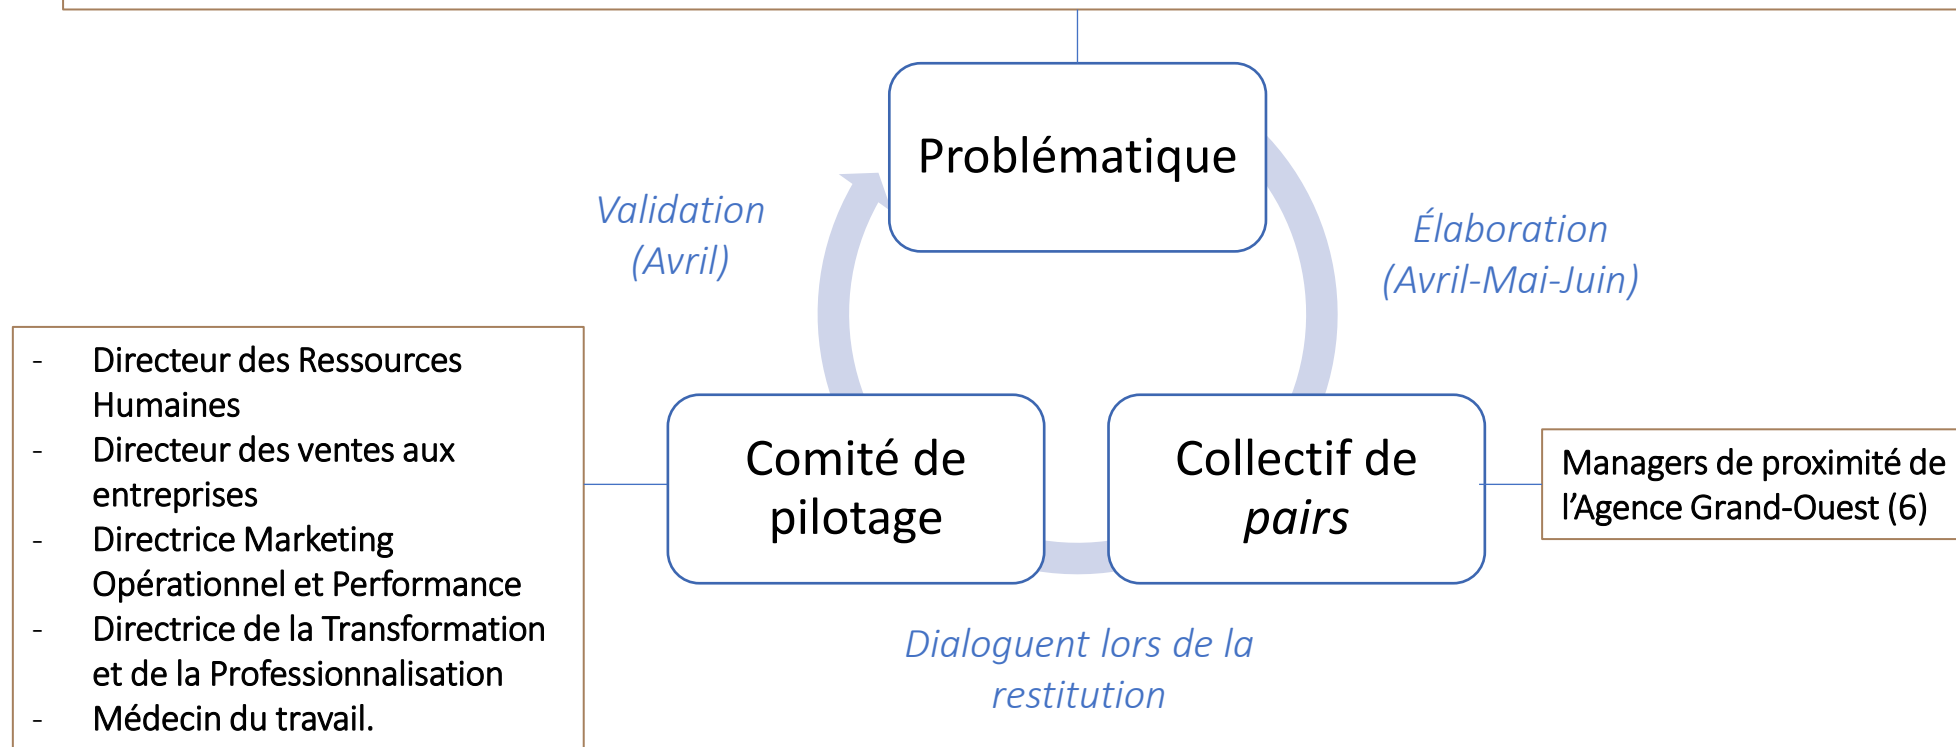 Problématique
Validation
(Avril)
Élaboration
(Avril-Mai-Juin)
- Directeur des Ressources
Humaines
- Directeur des ventes aux
entreprises
- Directrice Marketing
Opérationnel et Performance
- Directrice de la Transformation
et de la Professionnalisation
- Médecin du travail.
Comité de
pilotage
Collectif de
pairs
Managers de proximité de
l’Agence Grand-Ouest (6)
Dialoguent lors de la
restitution